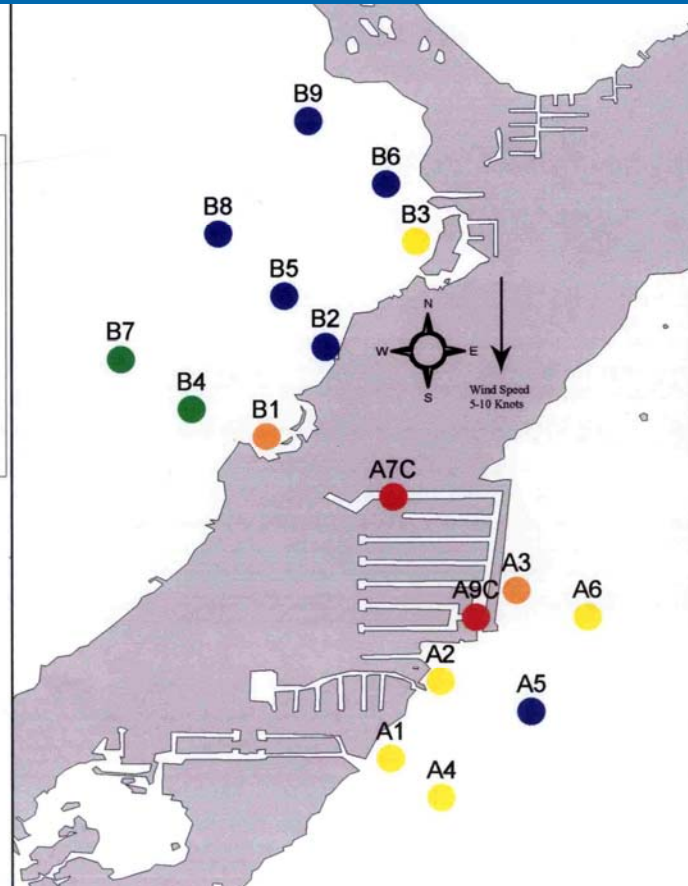 B9
B6
B8
B3
B5
B2
N
W E
S
B7
Wind Speed
5-10 Knots
B4
B1
A7C
A3
A9C
A6
A2
A5
A1
A4